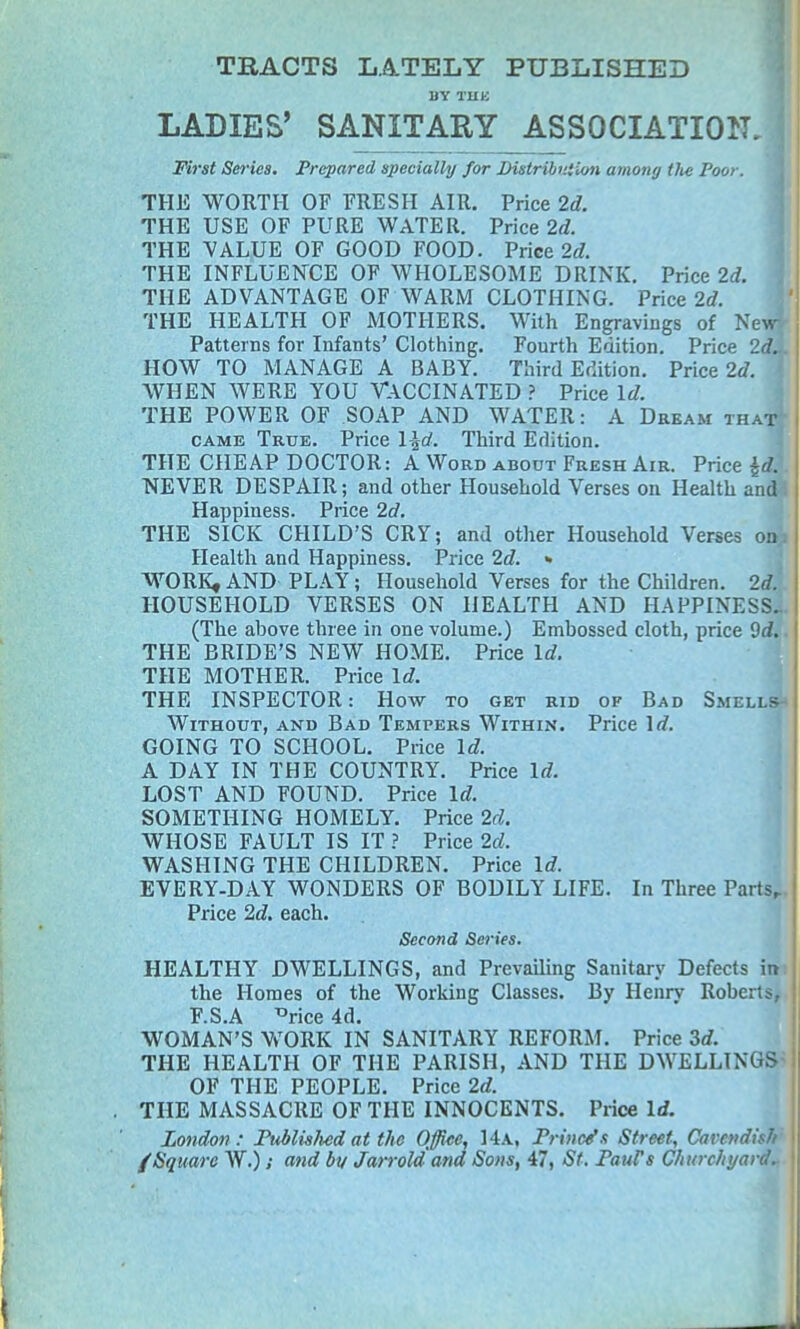 TRACTS LATELY PUBLISHED
BY THE
LADIES' SANITARY ASSOCIATION.
First Series. Prepared specially for Distribution among the Poor.
THE WORTH OF FRESH AIR. Price 2d.
THE USE OF PURE WATER. Price 2d.
THE VALUE OF GOOD FOOD. Price 2d.
THE INFLUENCE OF WHOLESOME DRINK. Price 2d.
THE ADVANTAGE OF WARM CLOTHING. Price 2d.
THE HEALTH OF MOTHERS. With Engravings of New
Patterns for Infants' Clothing. Fourth Edition. Price 2d.
HOW TO MANAGE A BABY. Third Edition. Price 2d.
WHEN WERE YOU VACCINATED? Price 1d.
THE POWER OF SOAP AND WATER: A DREAM THAT
CAME TRUE. Price 1½d. Third Edition.
THE CHEAP DOCTOR: A WORD ABOUT FRESH AIR. Price ½d.
NEVER DESPAIR; and other Household Verses on Health and
Happiness. Price 2d.
THE SICK CHILD'S CRY; and other Household Verses on
Health and Happiness. Price 2d.
WORK, AND PLAY; Household Verses for the Children. 2d.
HOUSEHOLD VERSES ON HEALTH AND HAPPINESS.
(The above three in one volume.) Embossed cloth, price 9d.
THE BRIDE'S NEW HOME. Price 1d.
THE MOTHER. Price 1d.
THE INSPECTOR: HOW TO GET RID OF BAD SMELLS
WITHOUT, AND BAD TEMPERS WITHIN. Price 1d.
GOING TO SCHOOL. Price 1d.
A DAY IN THE COUNTRY. Price 1d.
LOST AND FOUND. Price 1d.
SOMETHING HOMELY. Price 2d.
WHOSE FAULT IS IT? Price 2d.
WASHING THE CHILDREN. Price 1d.
EVERY-DAY WONDERS OF BODILY LIFE. In Three Parts,
Price 2d. each.
Second Series.
HEALTHY DWELLINGS, and Prevailing Sanitary Defects in
the Homes of the Working Classes. By Henry Roberts,
F.S.A Price 4d.
WOMAN'S WORK IN SANITARY REFORM. Price 3d.
THE HEALTH OF THE PARISH, AND THE DWELLINGS
OF THE PEOPLE. Price 2d.
THE MASSACRE OF THE INNOCENTS. Price 1d.
London: Published at the Office, 14A, Prince's Street, Cavendish
(Square W.); and by Jarrold and Sons, 47, St. Paul's Churchyard.